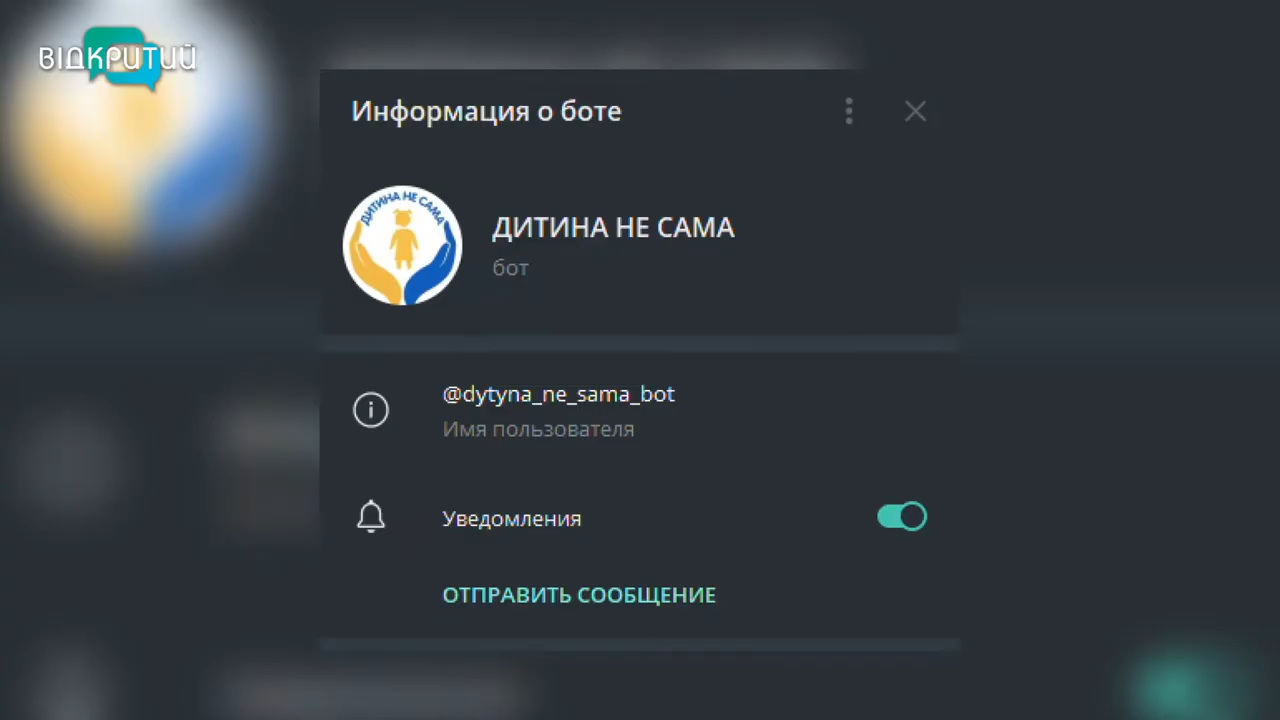 ВІДКРИТИЙ
Информация о боте
ДИТИНА НЕ САМА
ДИТИНА НЕ САМА
бот
@dytyna_ne_sama_bot
Имя пользователя
Уведомления
ОТПРАВИТЬ СООБЩЕНИЕ